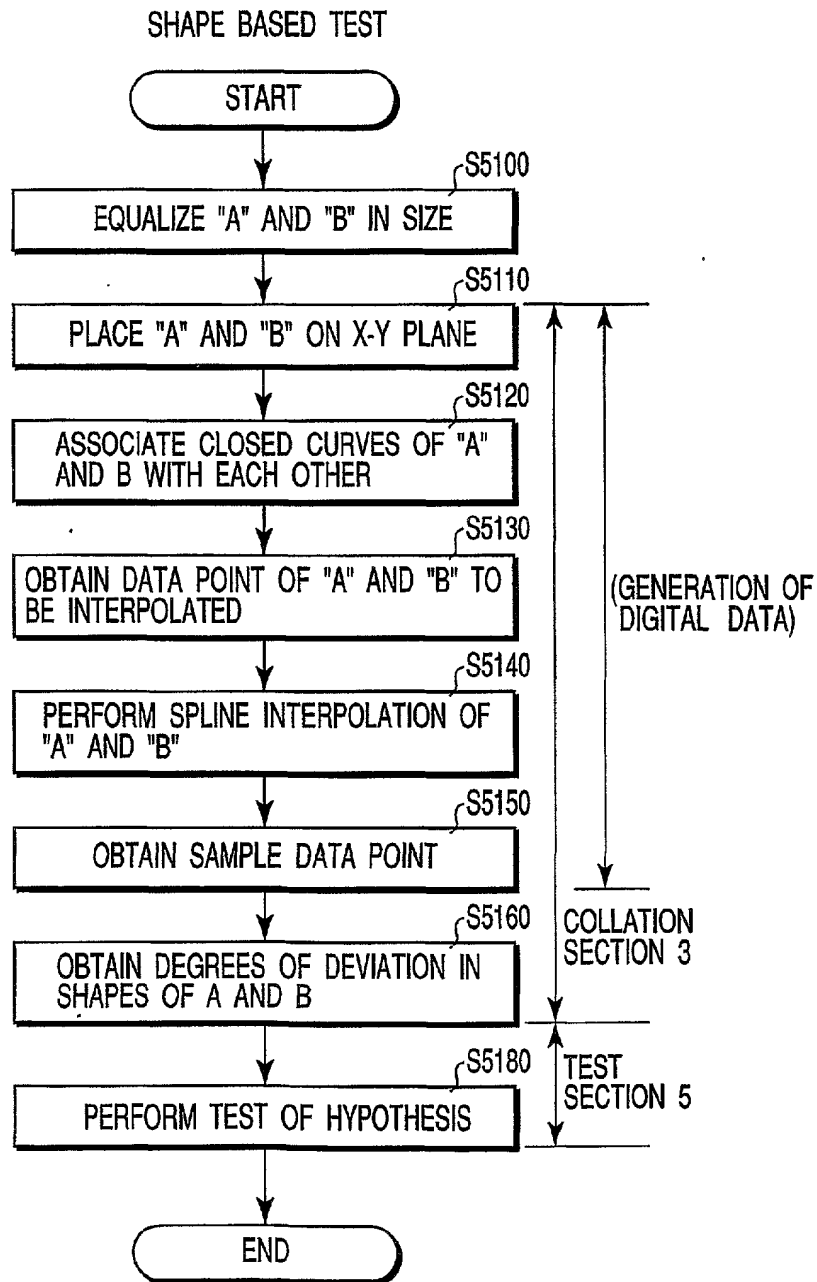 SHAPE BASED TEST
START
S5100
EQUALIZE "A" AND "B" IN SIZE
S5110
PLACE "A" AND "B" ON X-Y PLANE
S5120
ASSOCIATE CLOSED CURVES OF "A"
AND B WITH EACH OTHER
S5130
OBTAIN DATA POINT OF "A" AND "B" TO
BE INTERPOLATED
(GENERATION OF
DIGITAL DATA)
S5140
PERFORM SPLINE INTERPOLATION OF
"A" AND "B"
S5150
OBTAIN SAMPLE DATA POINT
S5160
OBTAIN DEGREES OF DEVIATION IN
SHAPES OF A AND B
COLLATION
SECTION 3
S5180
PERFORM TEST OF HYPOTHESIS
TEST
SECTION 5
END